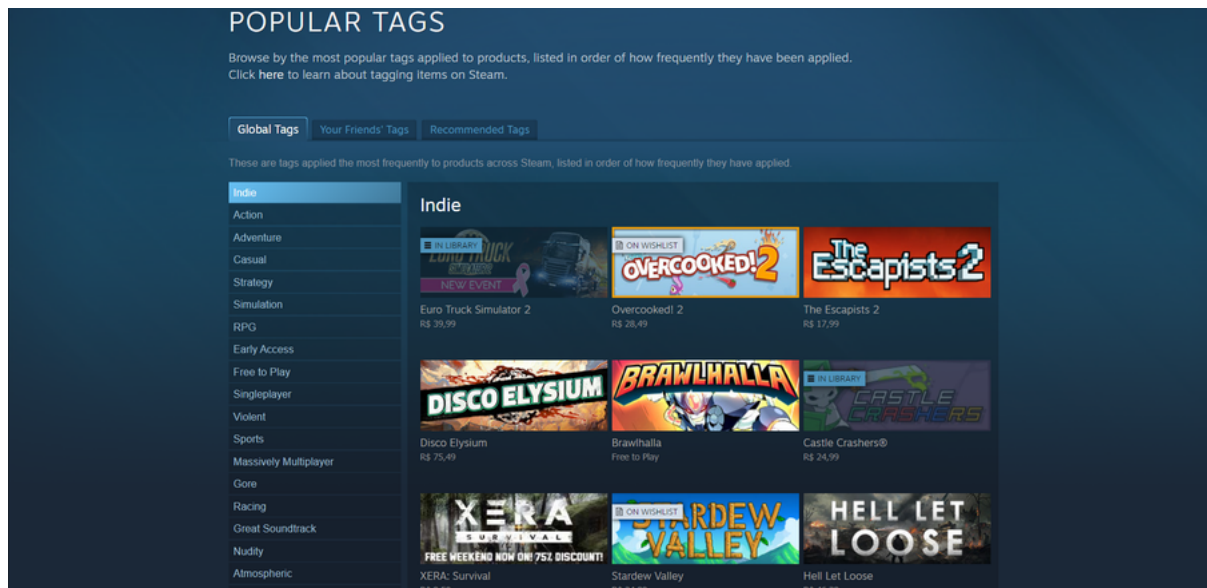 POPULAR TAGS
Browse by the most popular tags applied to products, listed in order of how frequently they have been applied.
Click here to learn about tagging items on Steam.
Global Tags
Your Friends' Tags
Recommended Tags
These are tags applied the most frequently to products across Steam, listed in order of how frequently they have applied.
Indie
Action
Adventure
Casual
Strategy
Simulation
RPG
Early Access
Free to Play
Singleplayer
Violent
Sports
Massively Multiplayer
Gore
Racing
Great Soundtrack
Nudity
Atmospheric
Indie
IN LIBRARY
EURO TRUCK
SIMULATOR 2
NEW EVENT
Euro Truck Simulator 2
R$ 39,99
ON WISHLIST
OVERCOOKED! 2
Overcooked! 2
R$ 28,49
The
Escapists 2
The Escapists 2
R$ 17,99
DISCO ELYSIUM
Disco Elysium
R$ 75,49
BRAWLHALLA
Brawlhalla
Free to Play
IN LIBRARY
CASTLE
CRASHERS
Castle Crashers®
R$ 24,99
XERA
SURVIVAL
FREE WEEKEND NOW ON! 75% DISCOUNT!
XERA: Survival
ON WISHLIST
STARDEW
VALLEY
Stardew Valley
HELL LET
LOOSE
Hell Let Loose